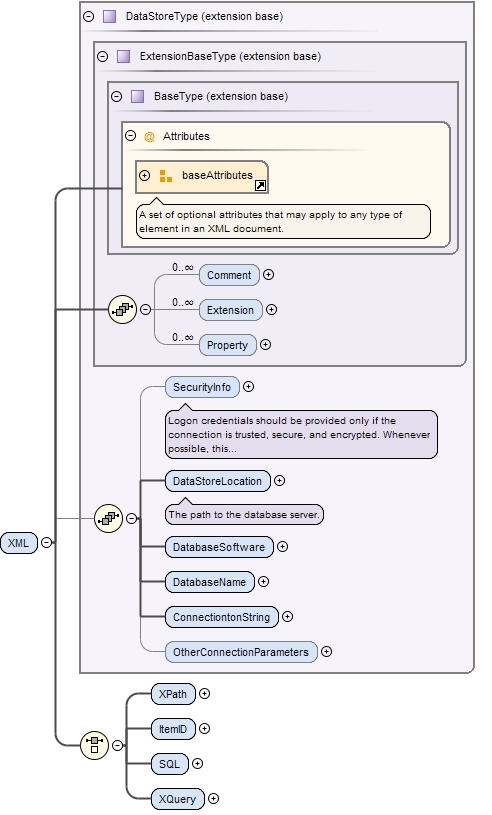 DataStoreType (extension base)
ExtensionBaseType (extension base)
BaseType (extension base)
@ Attributes
baseAttributes
A set of optional attributes that may apply to any type of
element in an XML document.
0..∞
Comment
0..∞
Extension
0..∞
Property
SecurityInfo
Logon credentials should be provided only if the
connection is trusted, secure, and encrypted. Whenever
possible, this...
DataStoreLocation
The path to the database server.
XML
DatabaseSoftware
DatabaseName
ConnectiontonString
OtherConnectionParameters
XPath
ItemID
SQL
XQuery